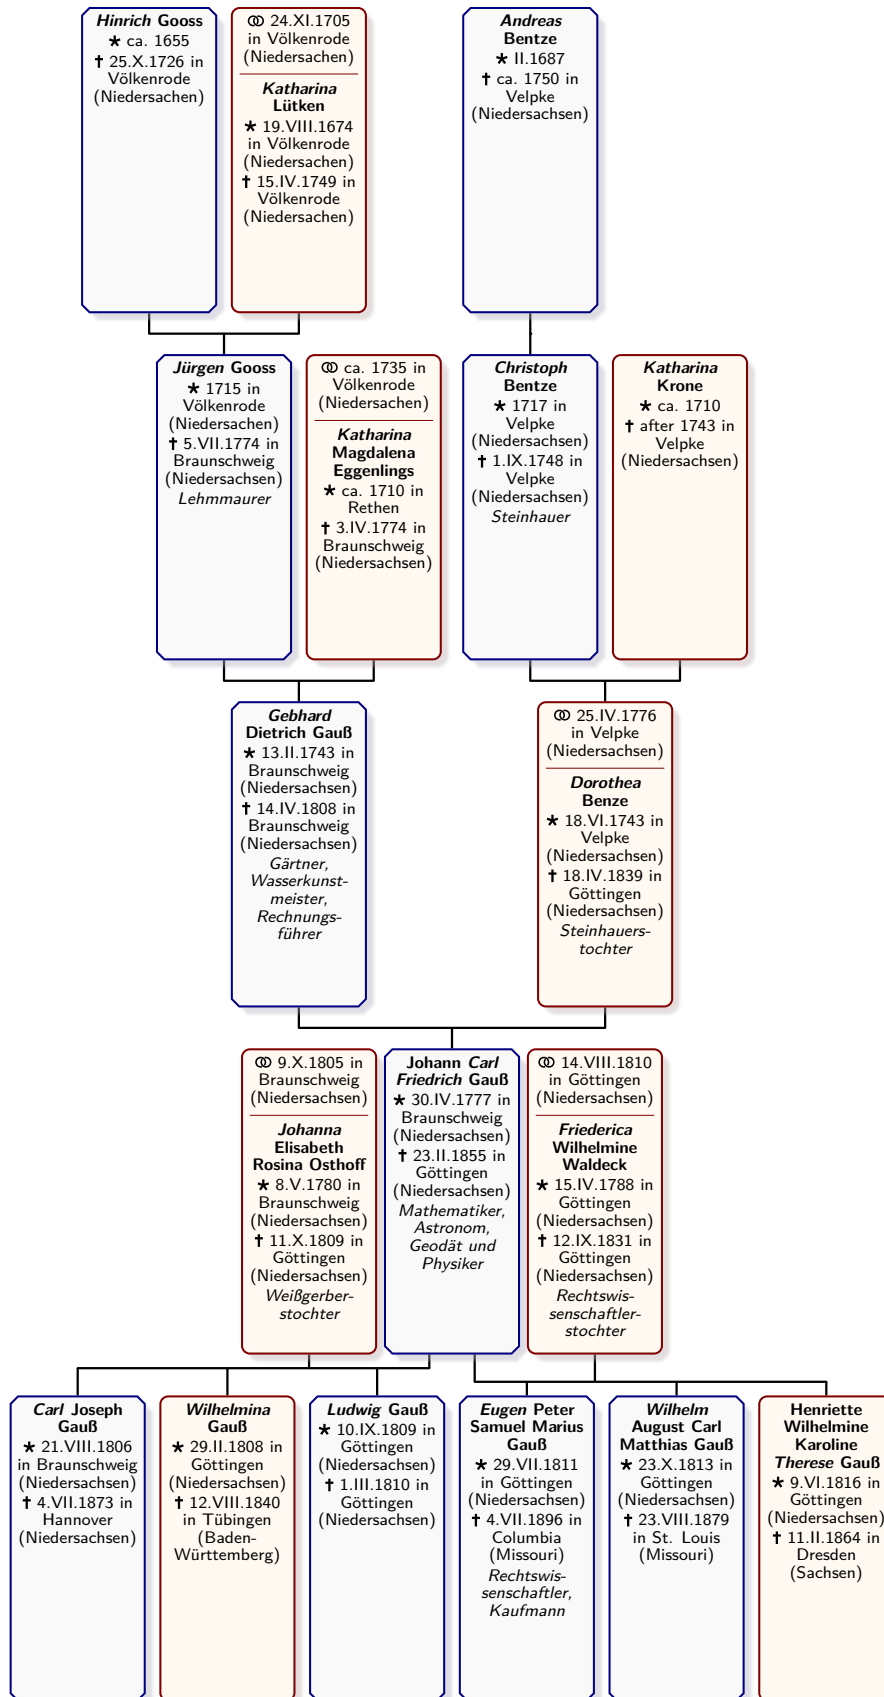 Hinrich Gooss
★ ca. 1655
† 25.X.1726 in
Völkenrode
(Niedersachen)
⚭ 24.XI.1705
in Völkenrode
(Niedersachen)
Katharina
Lütken
★ 19.VIII.1674
in Völkenrode
(Niedersachen)
† 15.IV.1749 in
Völkenrode
(Niedersachen)
Andreas
Bentze
★ II.1687
† ca. 1750 in
Velpke
(Niedersachsen)
Jürgen Gooss
★ 1715 in
Völkenrode
(Niedersachen)
† 5.VII.1774 in
Braunschweig
(Niedersachsen)
Lehmmaurer
⚭ ca. 1735 in
Völkenrode
(Niedersachen)
Katharina
Magdalena
Eggenlings
★ ca. 1710 in
Rethen
† 3.IV.1774 in
Braunschweig
(Niedersachsen)
Christoph
Bentze
★ 1717 in
Velpke
(Niedersachsen)
† 1.IX.1748 in
Velpke
(Niedersachsen)
Steinhauer
Katharina
Krone
★ ca. 1710
† after 1743 in
Velpke
(Niedersachsen)
Gebhard
Dietrich Gauß
★ 13.II.1743 in
Braunschweig
(Niedersachsen)
† 14.IV.1808 in
Braunschweig
(Niedersachsen)
Gärtner,
Wasserkunst-
meister,
Rechnungs-
führer
⚭ 25.IV.1776
in Velpke
(Niedersachsen)
Dorothea
Benze
★ 18.VI.1743 in
Velpke
(Niedersachsen)
† 18.IV.1839 in
Göttingen
(Niedersachsen)
Steinhauers-
tochter
⚭ 9.X.1805 in
Braunschweig
(Niedersachsen)
Johanna
Elisabeth
Rosina Osthoff
★ 8.V.1780 in
Braunschweig
(Niedersachsen)
† 11.X.1809 in
Göttingen
(Niedersachsen)
Weißgerber-
stochter
Johann Carl
Friedrich Gauß
★ 30.IV.1777 in
Braunschweig
(Niedersachsen)
† 23.II.1855 in
Göttingen
(Niedersachsen)
Mathematiker,
Astronom,
Geodät und
Physiker
⚭ 14.VIII.1810
in Göttingen
(Niedersachsen)
Friederica
Wilhelmine
Waldeck
★ 15.IV.1788 in
Göttingen
(Niedersachsen)
† 12.IX.1831 in
Göttingen
(Niedersachsen)
Rechtswis-
senschaftler-
stochter
Carl Joseph
Gauß
★ 21.VIII.1806
in Braunschweig
(Niedersachsen)
† 4.VII.1873 in
Hannover
(Niedersachsen)
Wilhelmina
Gauß
★ 29.II.1808 in
Göttingen
(Niedersachsen)
† 12.VIII.1840
in Tübingen
(Baden-
Württemberg)
Ludwig Gauß
★ 10.IX.1809 in
Göttingen
(Niedersachsen)
† 1.III.1810 in
Göttingen
(Niedersachsen)
Eugen Peter
Samuel Marius
Gauß
★ 29.VII.1811
in Göttingen
(Niedersachsen)
† 4.VII.1896 in
Columbia
(Missouri)
Rechtswis-
senschaftler,
Kaufmann
Wilhelm
August Carl
Matthias Gauß
★ 23.X.1813 in
Göttingen
(Niedersachsen)
† 23.VIII.1879
in St. Louis
(Missouri)
Henriette
Wilhelmine
Karoline
Therese Gauß
★ 9.VI.1816 in
Göttingen
(Niedersachsen)
† 11.II.1864 in
Dresden
(Sachsen)